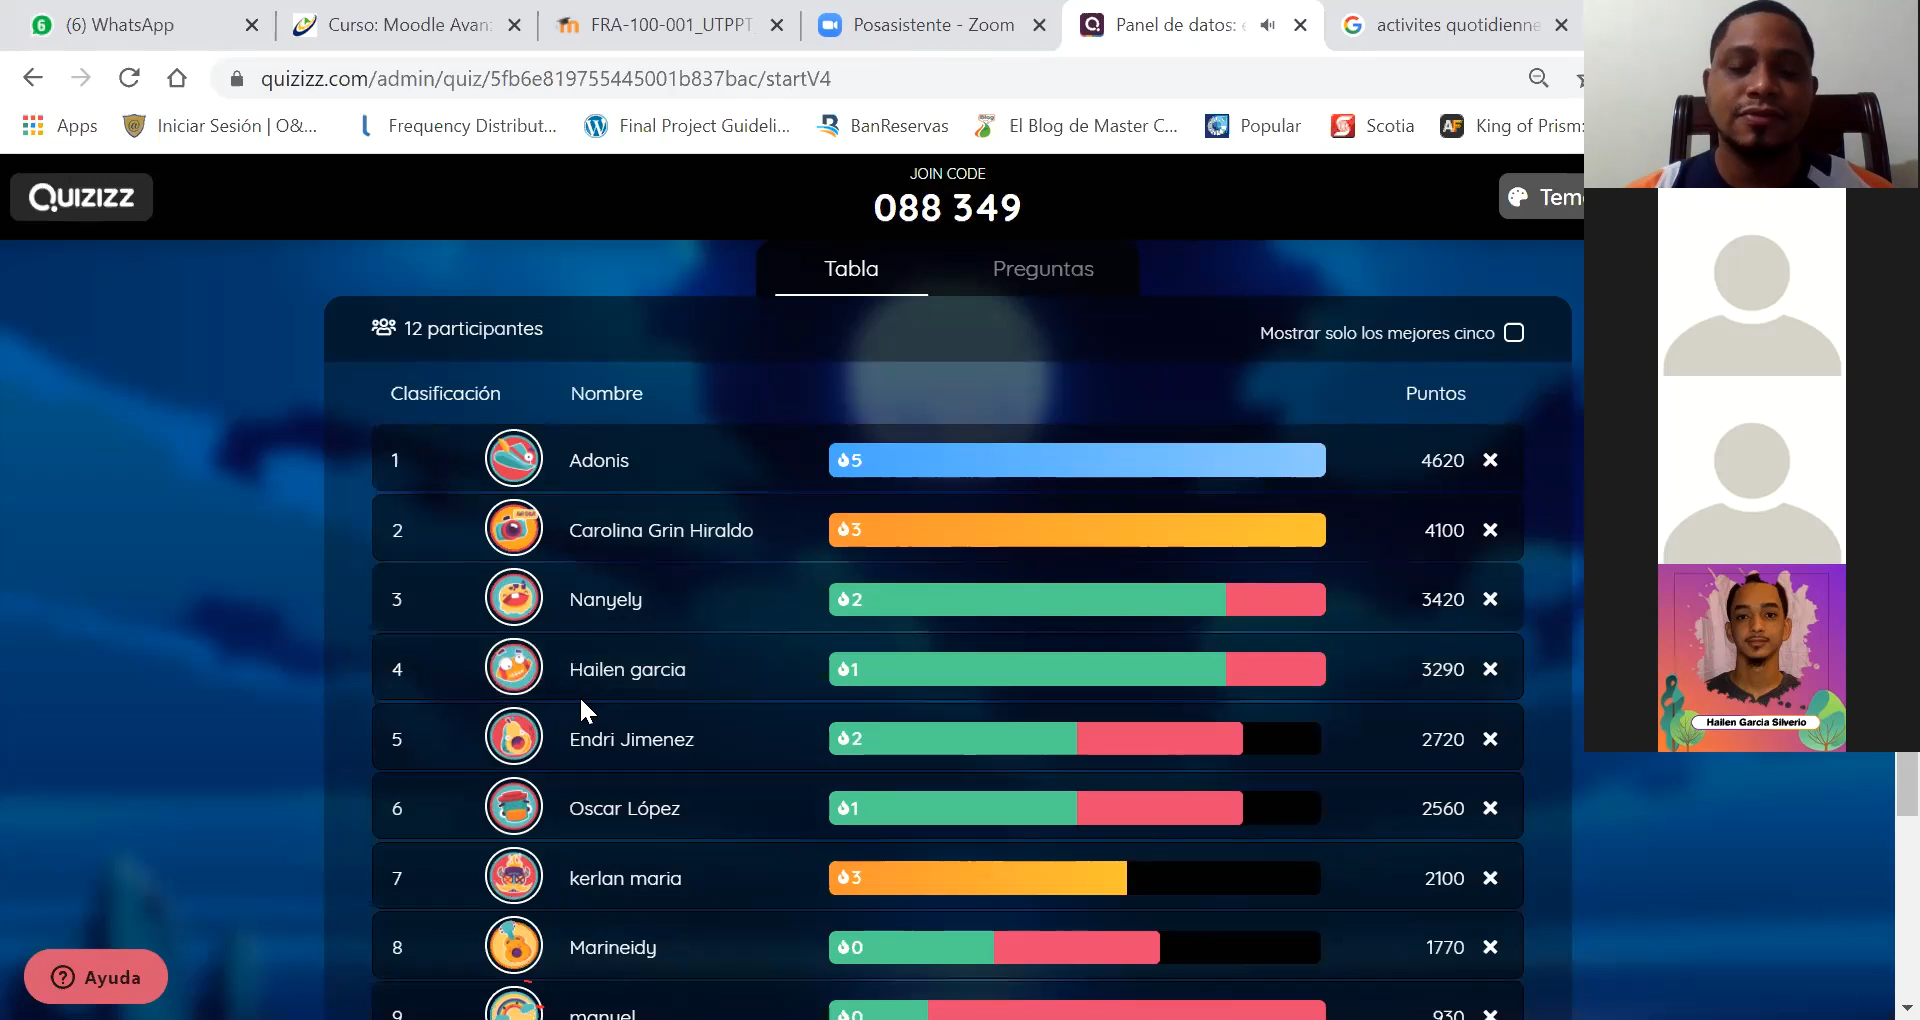 (6) WhatsApp
Curso: Moodle Avan
FRA-100-001_UTPPT
Posasistente - Zoom
Panel de datos: e
activites quotidienne
quizizz.com/admin/quiz/5fb6e819755445001b837bac/startV4
Apps
Iniciar Sesión | O&...
Frequency Distribut...
Final Project Guideli...
BanReservas
El Blog de Master C...
Popular
Scotia
King of Prism:
Quizizz
JOIN CODE
088 349
Tem
Tabla
Preguntas
12 participantes
Mostrar solo los mejores cinco
Clasificación Nombre Puntos
1 Adonis 5 4620
2 Carolina Grin Hiraldo 3 4100
3 Nanyely 2 3420
4 Hailen garcia 1 3290
5 Endri Jimenez 2 2720
6 Oscar López 1 2560
7 kerlan maria 3 2100
8 Marineidy 0 1770
9 manuel 0 930
Hailen Garcia Silverio
Ayuda